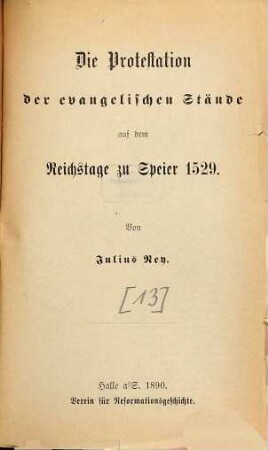 Die Protestation
der evangelischen Stände
auf dem
Reichstage zu Speier 1529.
Von
Julius Ney.
[13]
Halle a/S. 1890.
Verein für Reformationsgeschichte.